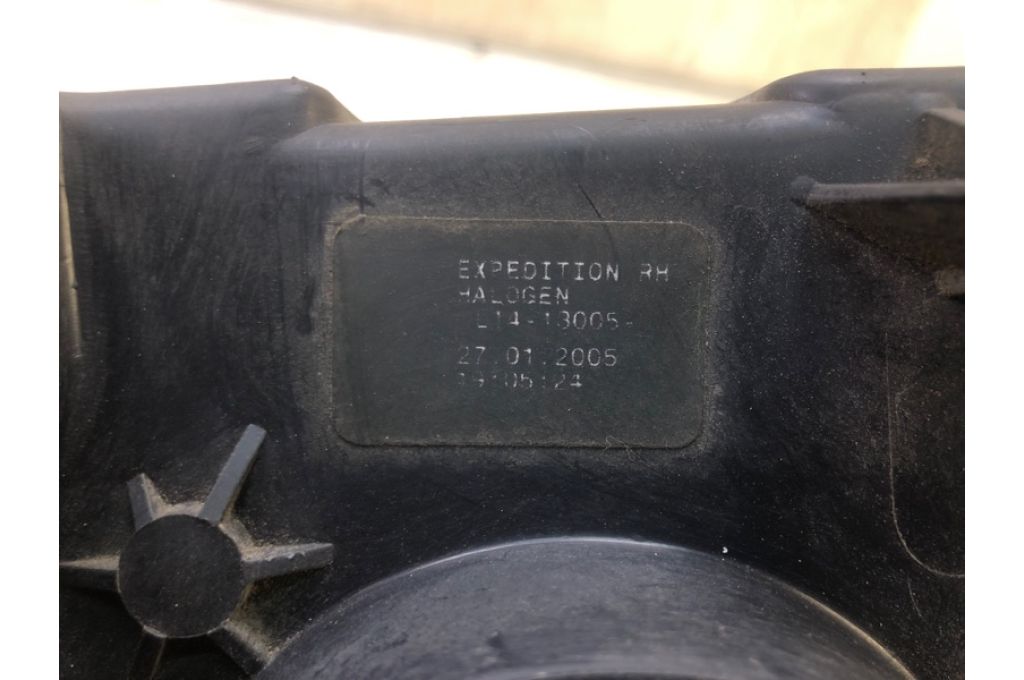 EXPEDITION RH
HALOGEN
L14-13005-
27.01.2005
19:05:24